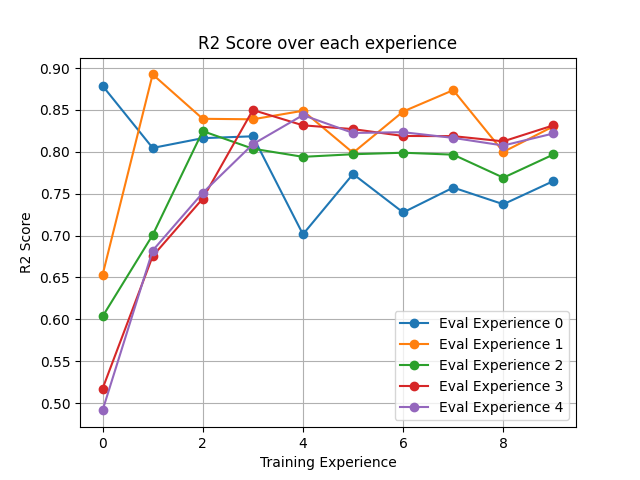 R2 Score over each experience
0.90
0.85
0.80
0.75
0.70
0.65
0.60
0.55
0.50
R2 Score
0
2
4
6
8
Training Experience
Eval Experience 0
Eval Experience 1
Eval Experience 2
Eval Experience 3
Eval Experience 4